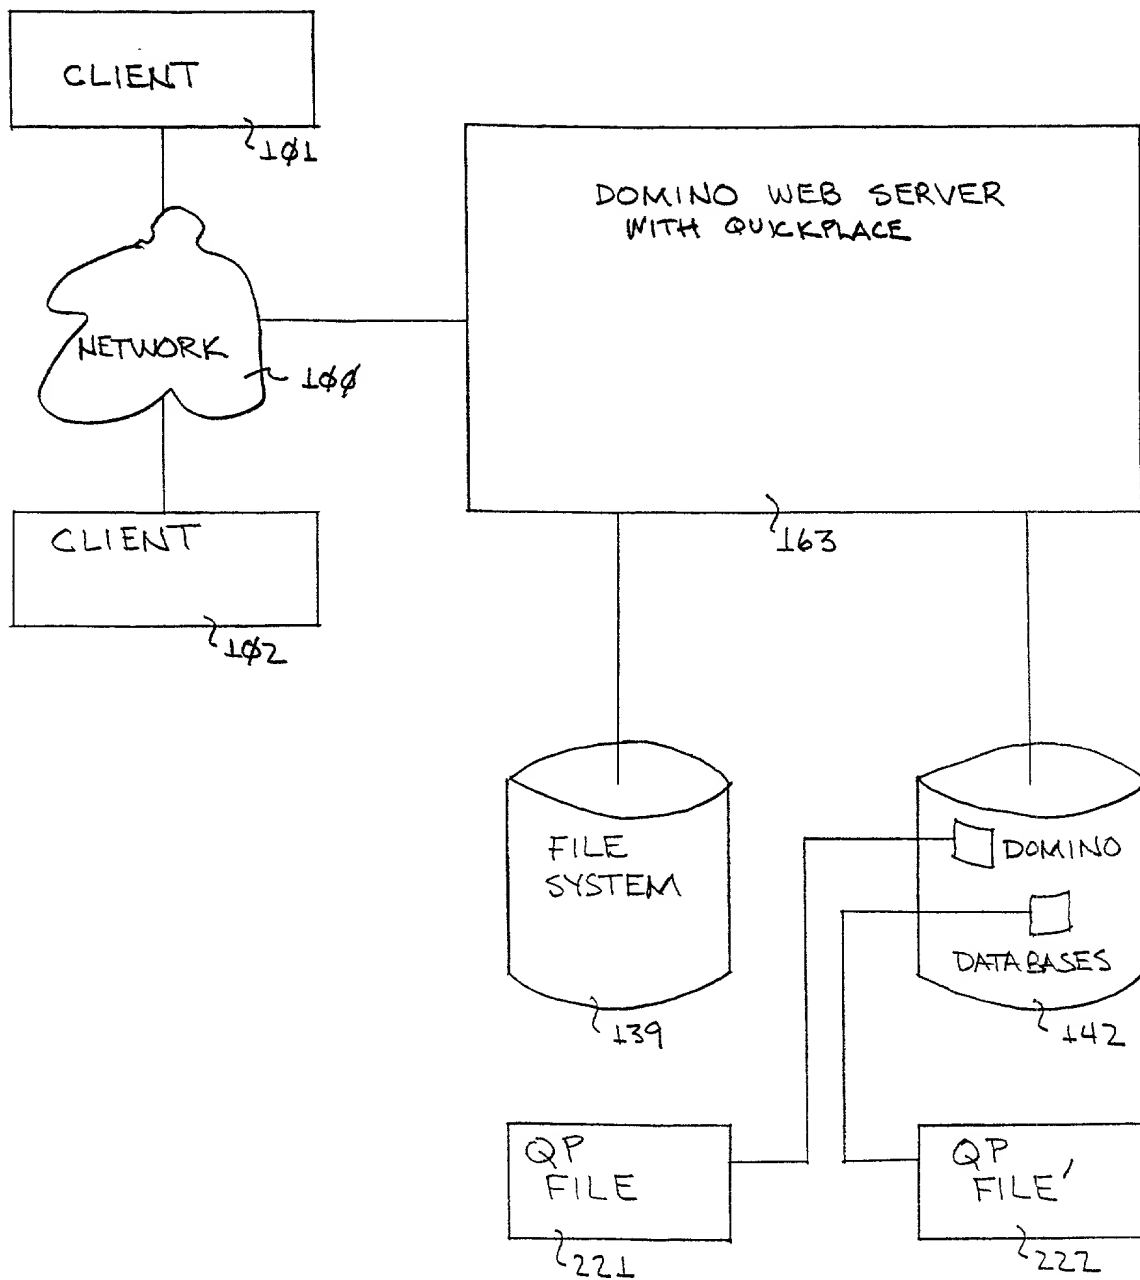 CLIENT
101
DOMINO WEB SERVER
WITH QUICKPLACE
NETWORK
100
CLIENT
102
163
FILE
SYSTEM
139
DOMINO
DATABASES
142
QP
FILE
221
QP
FILE'
222